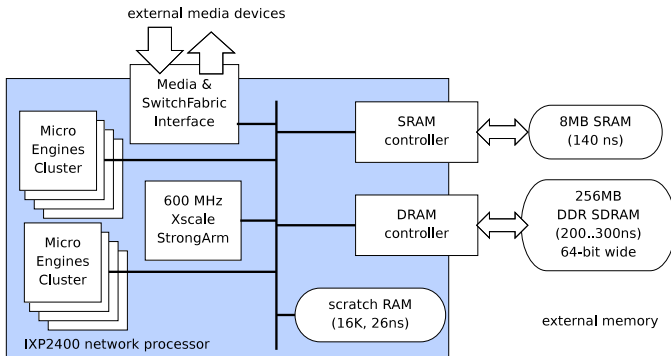 external media devices
Media &
SwitchFabric
Interface
Micro
Engines
Cluster
SRAM
controller
8MB SRAM
(140 ns)
600 MHz
Xscale
StrongArm
DRAM
controller
256MB
DDR SDRAM
(200..300ns)
64-bit wide
Micro
Engines
Cluster
scratch RAM
(16K, 26ns)
external memory
IXP2400 network processor